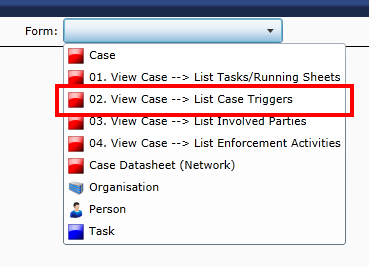 Form:
Case
01. View Case --> List Tasks/Running Sheets
02. View Case --> List Case Triggers
03. View Case --> List Involved Parties
04. View Case --> List Enforcement Activities
Case Datasheet (Network)
Organisation
Person
Task